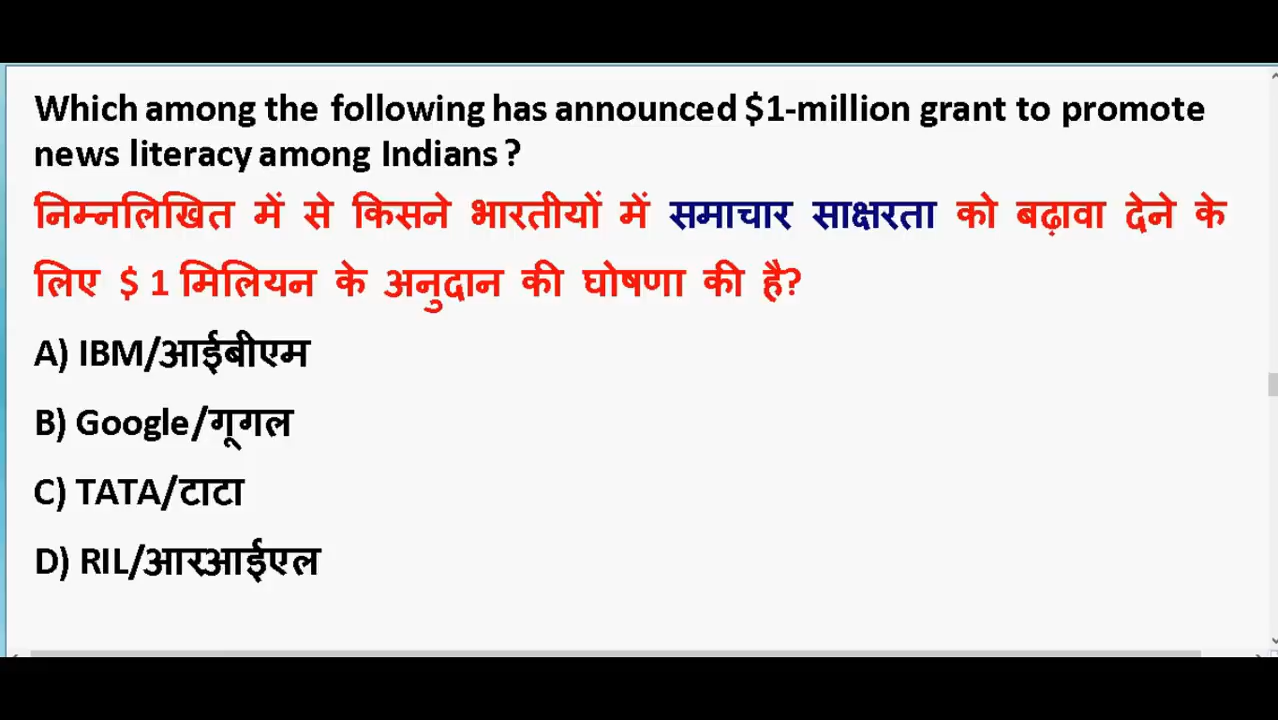 Which among the following has announced $1-million grant to promote
news literacy among Indians ?
निम्नलिखित में से किसने भारतीयों में समाचार साक्षरता को बढ़ावा देने के
लिए $ 1 मिलियन के अनुदान की घोषणा की है?
A) IBM/आईबीएम
B) Google/गूगल
C) TATA/टाटा
D) RIL/आरआईएल